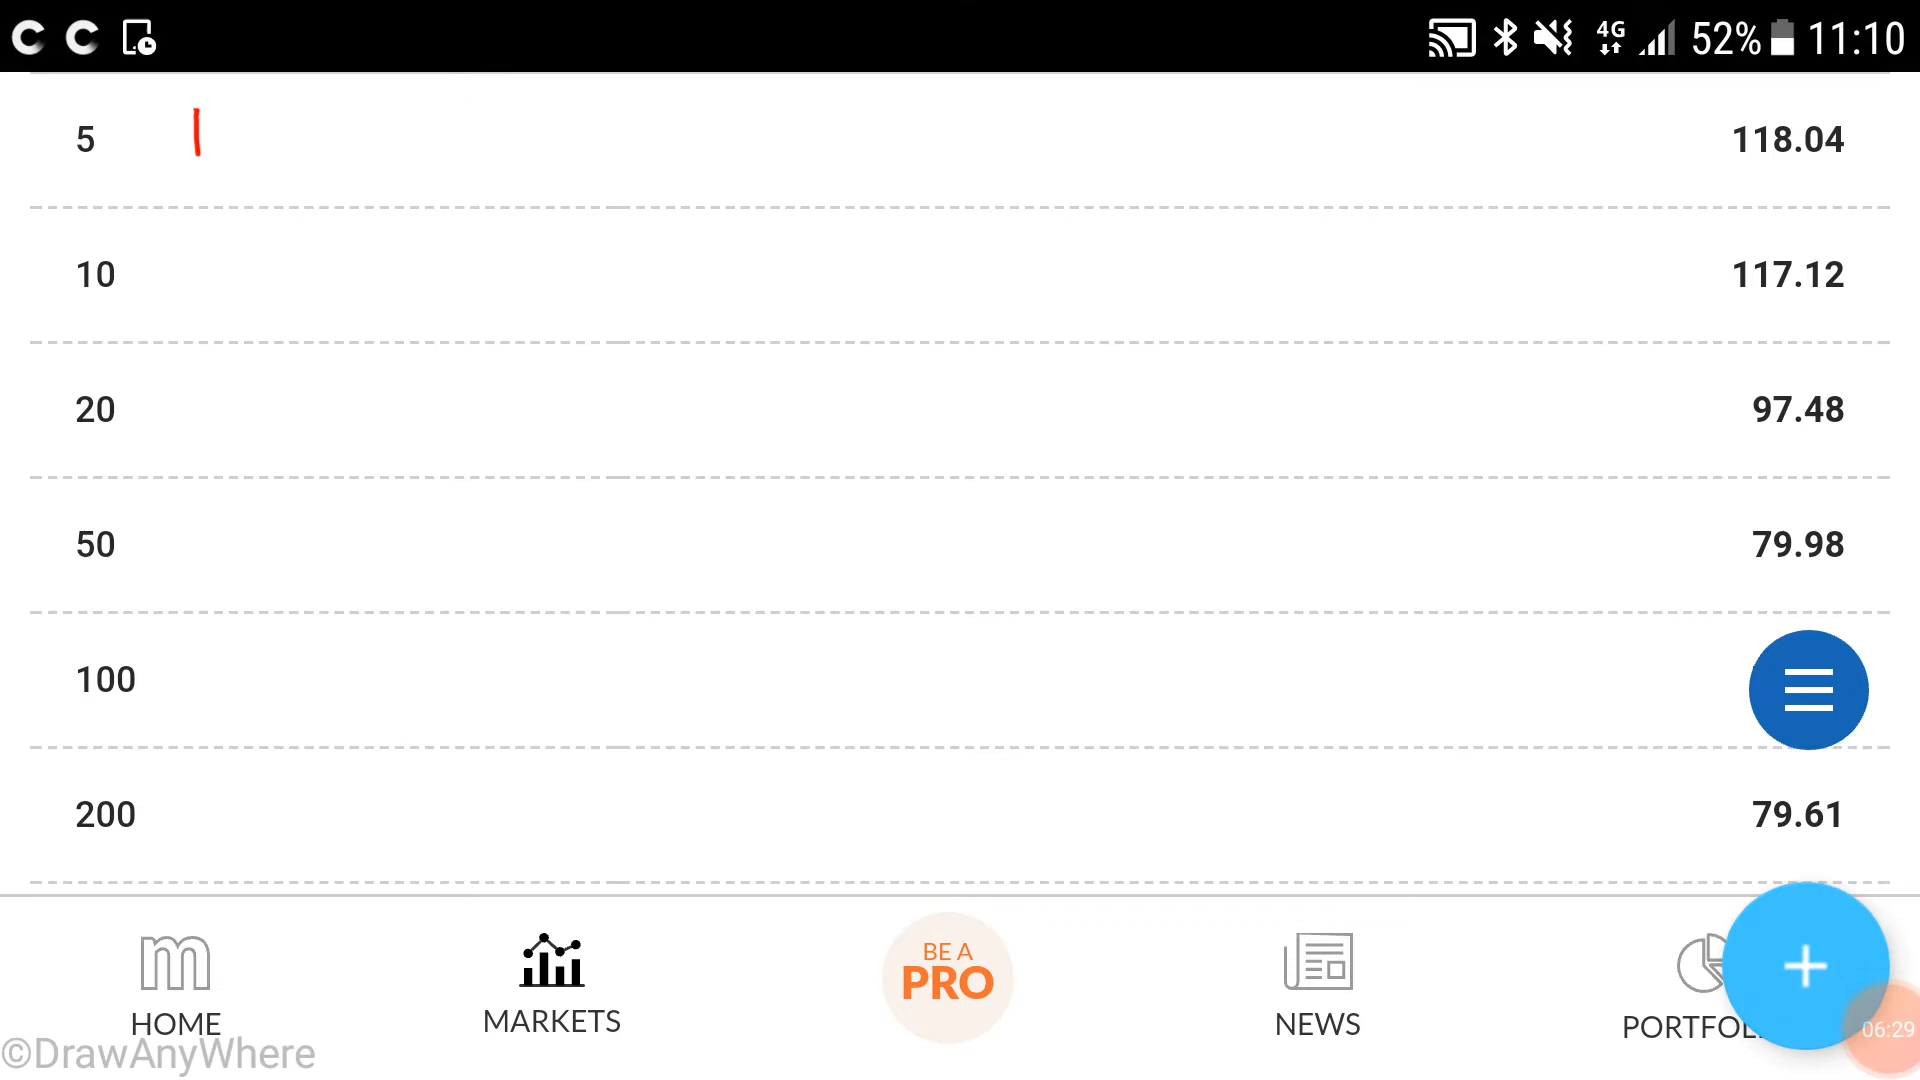 4G 52% 11:10
5 118.04
10 117.12
20 97.48
50 79.98
100
200 79.61
BE A
PRO
HOME MARKETS NEWS
06:29
©DrawAnyWhere